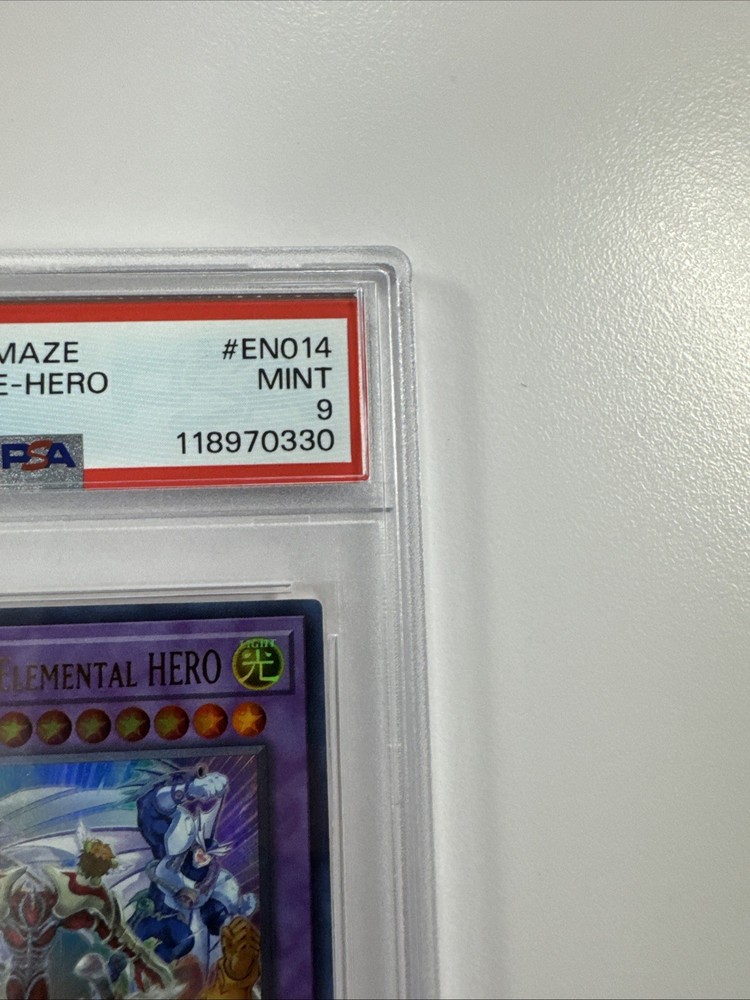 MAZE
#EN014
E-HERO
MINT
9
PSA
118970330
ELEMENTAL HERO
LIGHT
光